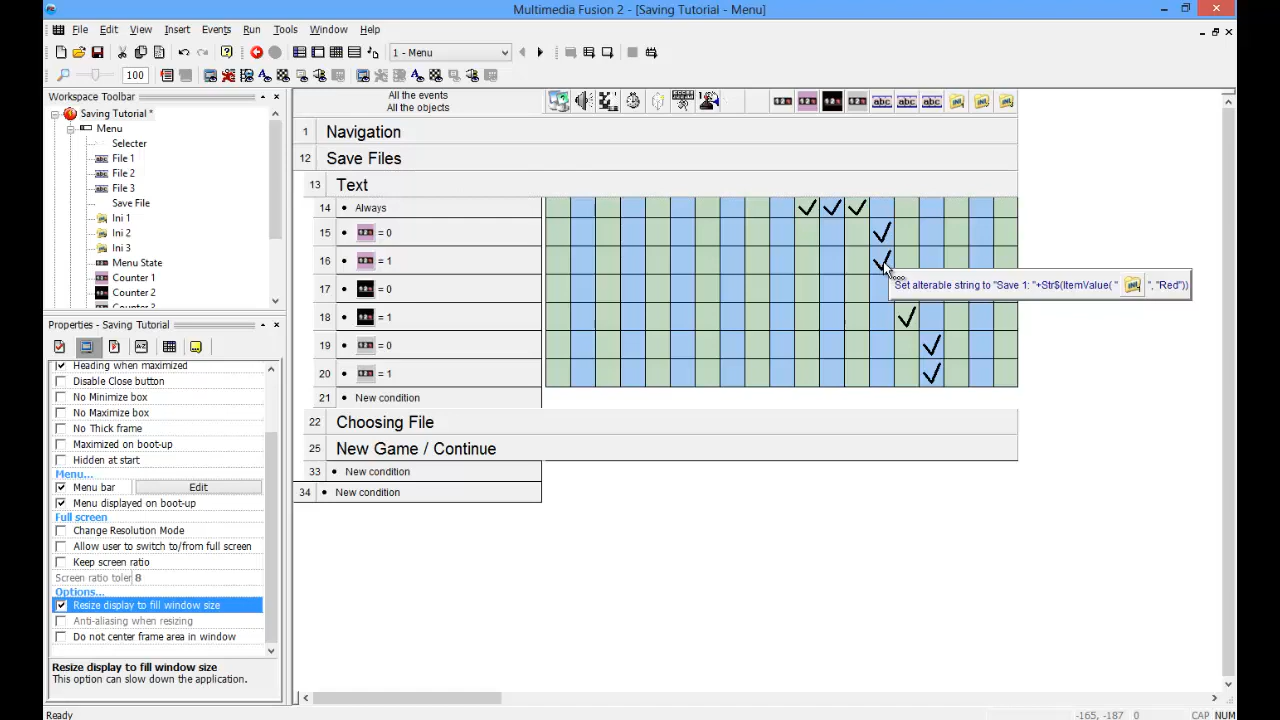 Multimedia Fusion 2 - [Saving Tutorial - Menu]
File Edit View Insert Events Run Tools Window Help
1 - Menu
100
Workspace Toolbar
Saving Tutorial *
Menu
Selecter
File 1
File 2
File 3
Save File
Ini 1
Ini 2
Ini 3
Menu State
Counter 1
Counter 2
Properties - Saving Tutorial
Heading when maximized
Disable Close button
No Minimize box
No Maximize box
No Thick frame
Maximized on boot-up
Hidden at start
Menu...
Menu bar Edit
Menu displayed on boot-up
Full screen
Change Resolution Mode
Allow user to switch to/from full screen
Keep screen ratio
Screen ratio toler 8
Options...
Resize display to fill window size
Anti-aliasing when resizing
Do not center frame area in window
Resize display to fill window size
This option can slow down the application.
All the events
All the objects
1 Navigation
12 Save Files
13 Text
14 • Always
15 • = 0
16 • = 1
17 • = 0
18 • = 1
19 • = 0
20 • = 1
21 • New condition
22 Choosing File
25 New Game / Continue
33 • New condition
34 • New condition
Set alterable string to "Save 1: "+Str$(ItemValue( " ", "Red"))
Ready
-165, -187 0 CAP NUM